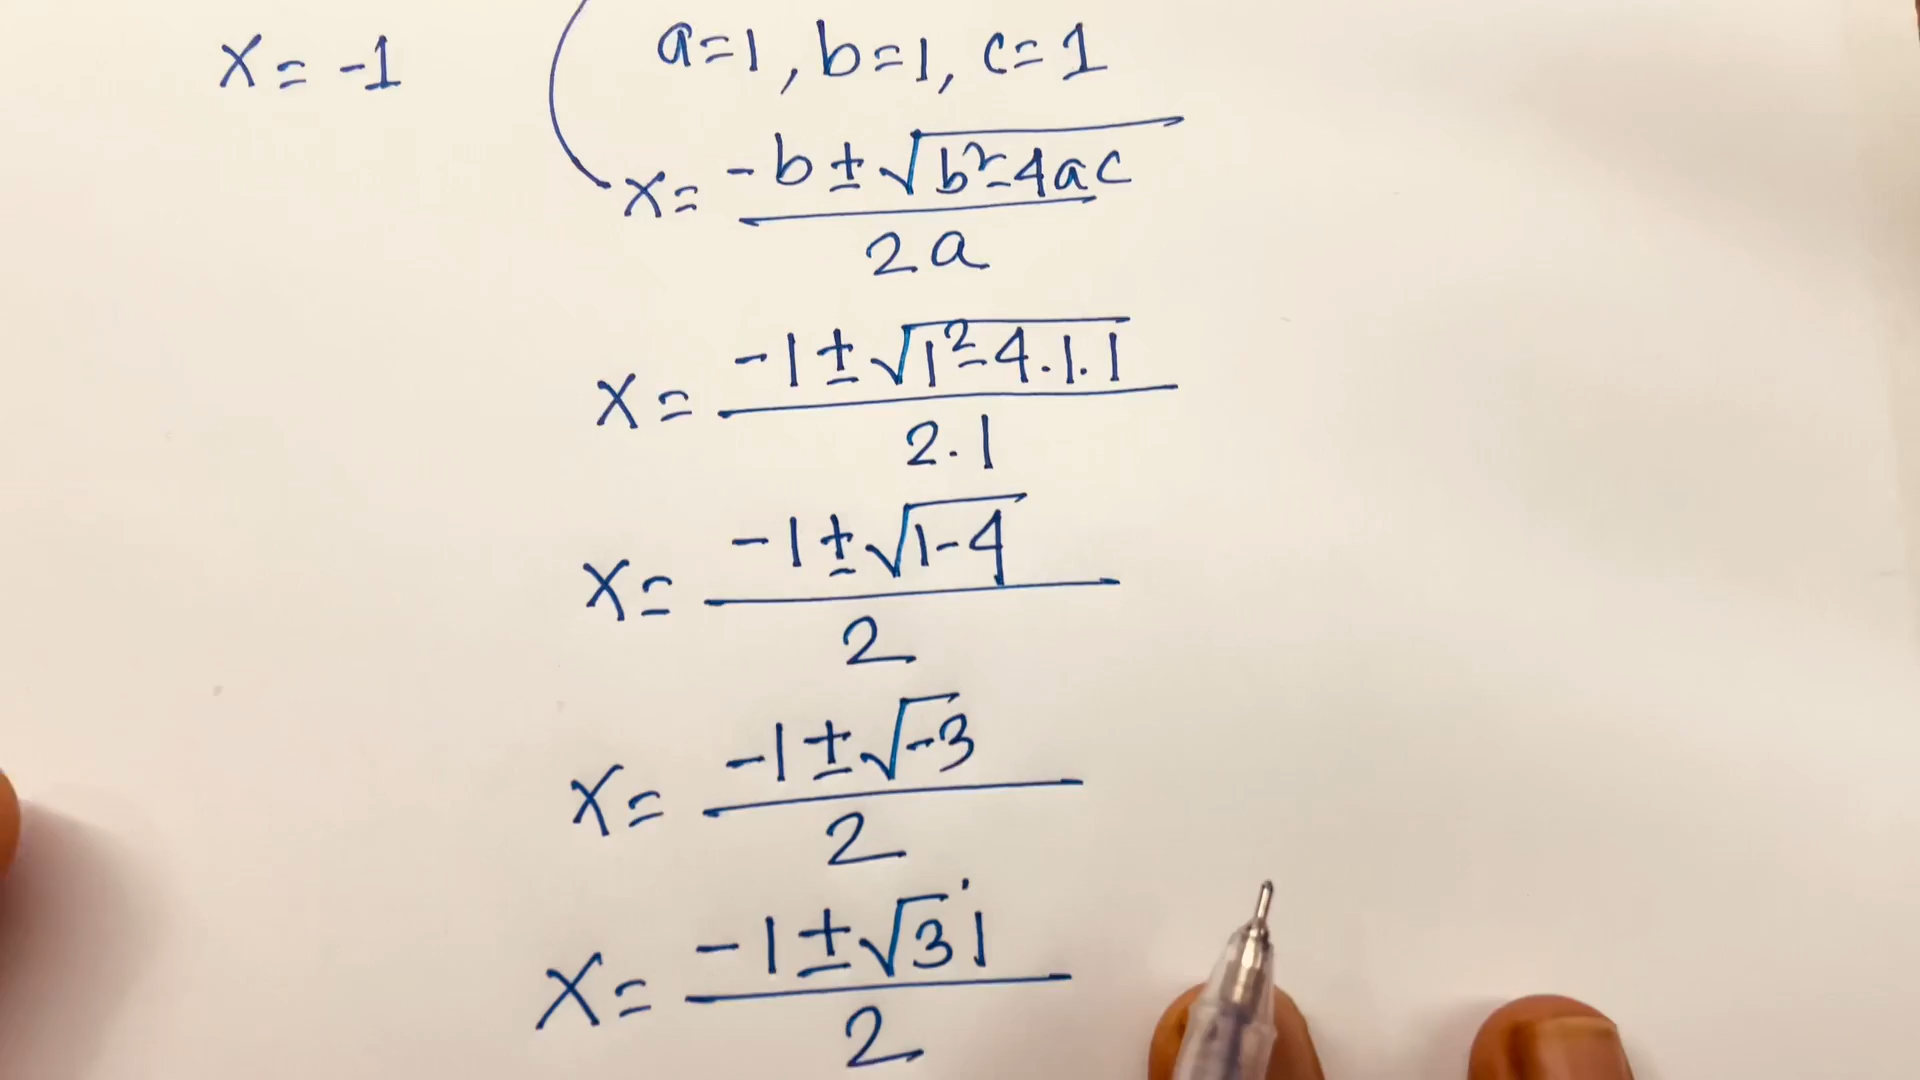 x = -1
a=1, b=1, c=1
x = (-b ± √(b²-4ac)) / 2a
x = (-1 ± √(1²-4.1.1)) / 2.1
x = (-1 ± √(1-4)) / 2
x = (-1 ± √-3) / 2
x = (-1 ± √3 i) / 2